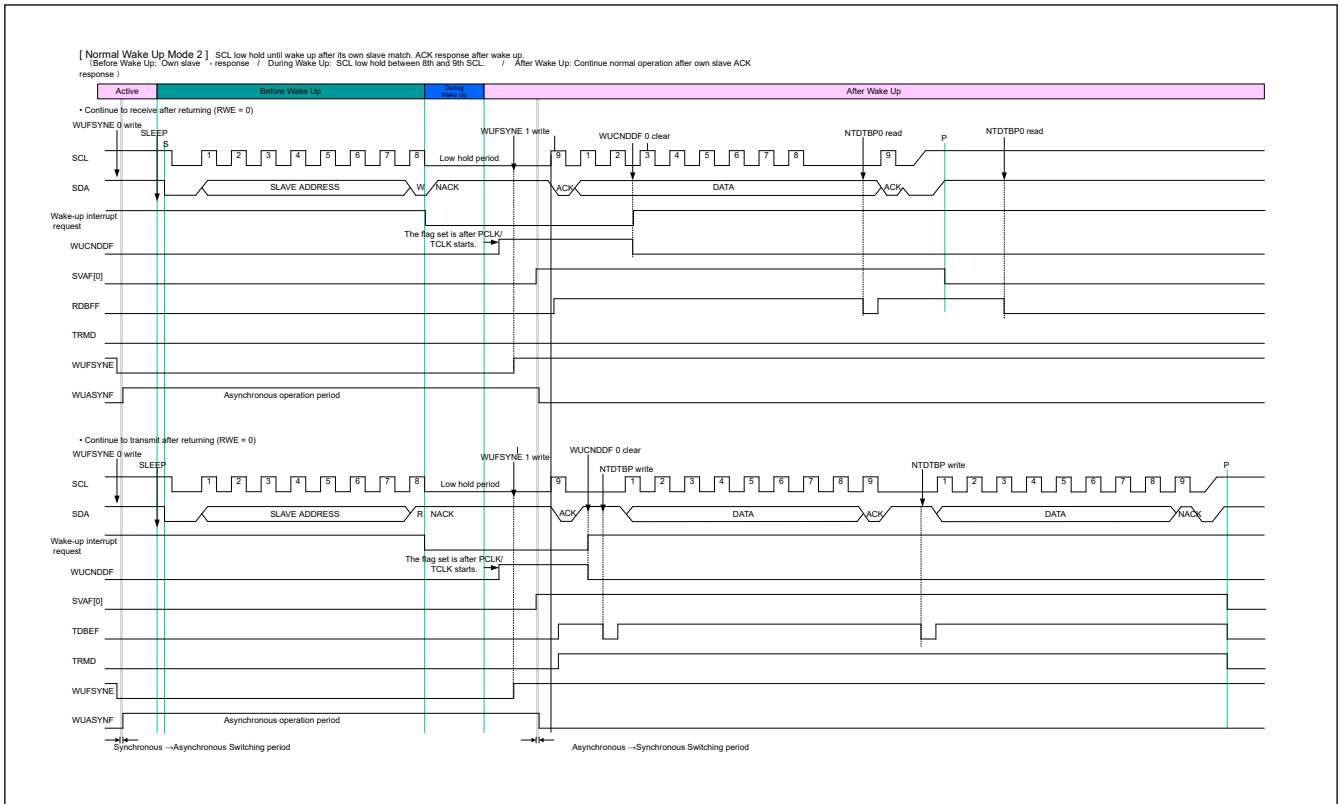 [ Normal Wake Up Mode 2 ] SCL low hold until wake up after its own slave match. ACK response after wake up.
（Before Wake Up: Own slave - response / During Wake Up: SCL low hold between 8th and 9th SCL. / After Wake Up: Continue normal operation after own slave ACK
response ）
Active Before Wake Up During Wake Up After Wake Up
• Continue to receive after returning (RWE = 0)
WUFSYNE 0 write SLEEP S WUFSYNE 1 write WUCNDDF 0 clear NTDTBP0 read P NTDTBP0 read
SCL 1 2 3 4 5 6 7 8 Low hold period 9 1 2 3 4 5 6 7 8 9
SDA SLAVE ADDRESS W NACK ACK DATA ACK
Wake-up interrupt
request
The flag set is after PCLK/
TCLK starts.
WUCNDDF
SVAF[0]
RDBFF
TRMD
WUFSYNE
WUASYNF Asynchronous operation period
• Continue to transmit after returning (RWE = 0)
WUFSYNE 0 write SLEEP WUFSYNE 1 write WUCNDDF 0 clear NTDTBP write NTDTBP write P
SCL 1 2 3 4 5 6 7 8 Low hold period 9 1 2 3 4 5 6 7 8 9 1 2 3 4 5 6 7 8 9
SDA SLAVE ADDRESS R NACK ACK DATA ACK DATA NACK
Wake-up interrupt
request
The flag set is after PCLK/
TCLK starts.
WUCNDDF
SVAF[0]
TDBEF
TRMD
WUFSYNE
WUASYNF Asynchronous operation period
Synchronous →Asynchronous Switching period Asynchronous →Synchronous Switching period